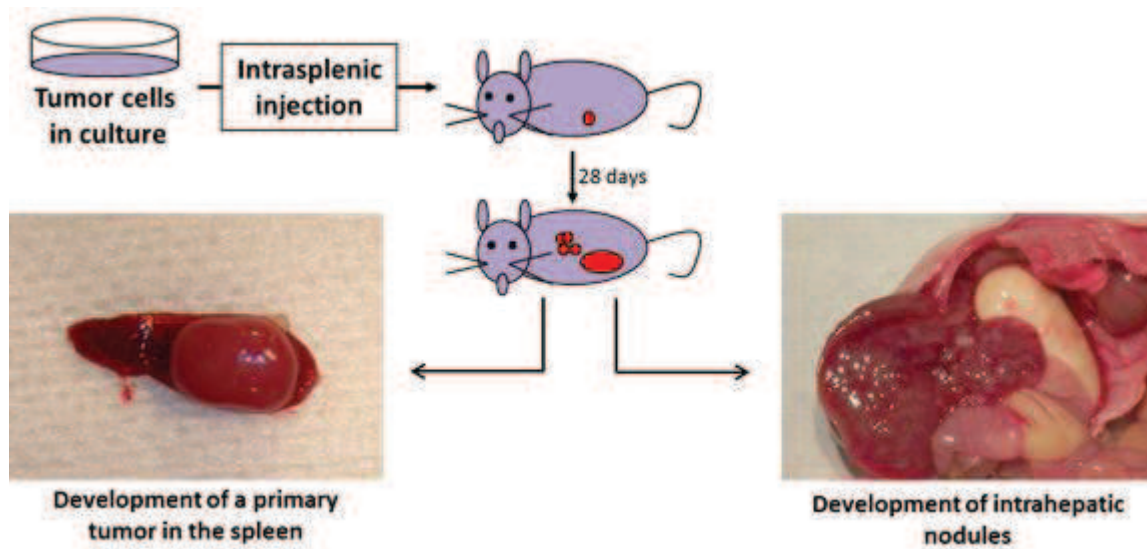 Tumor cells
in culture
Intrasplenic
injection
28 days
Development of a primary
tumor in the spleen
Development of intrahepatic
nodules